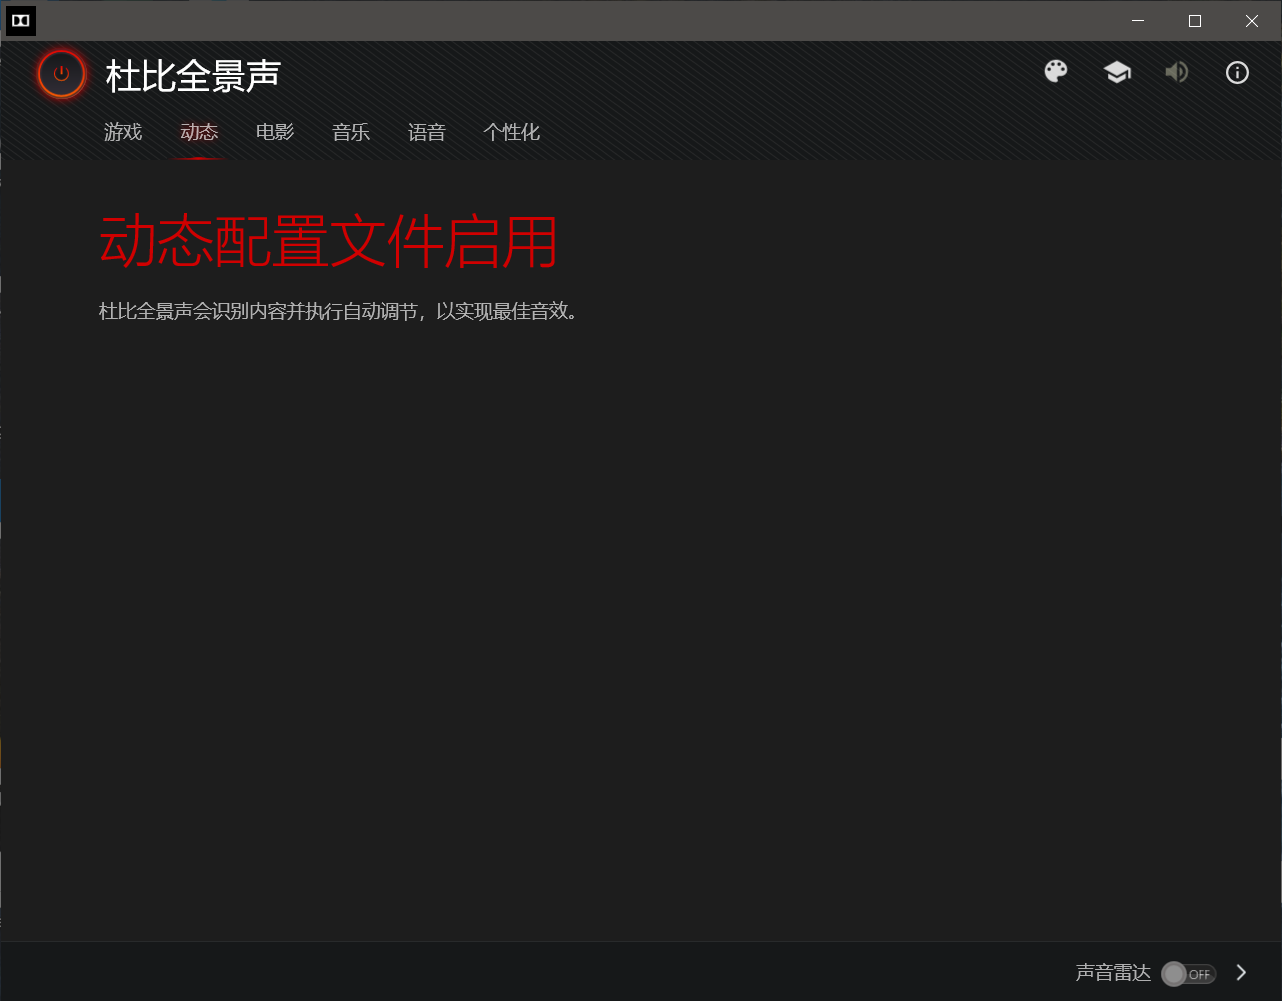 杜比全景声
游戏 动态 电影 音乐 语音 个性化
动态配置文件启用
杜比全景声会识别内容并执行自动调节，以实现最佳音效。
声音雷达 OFF